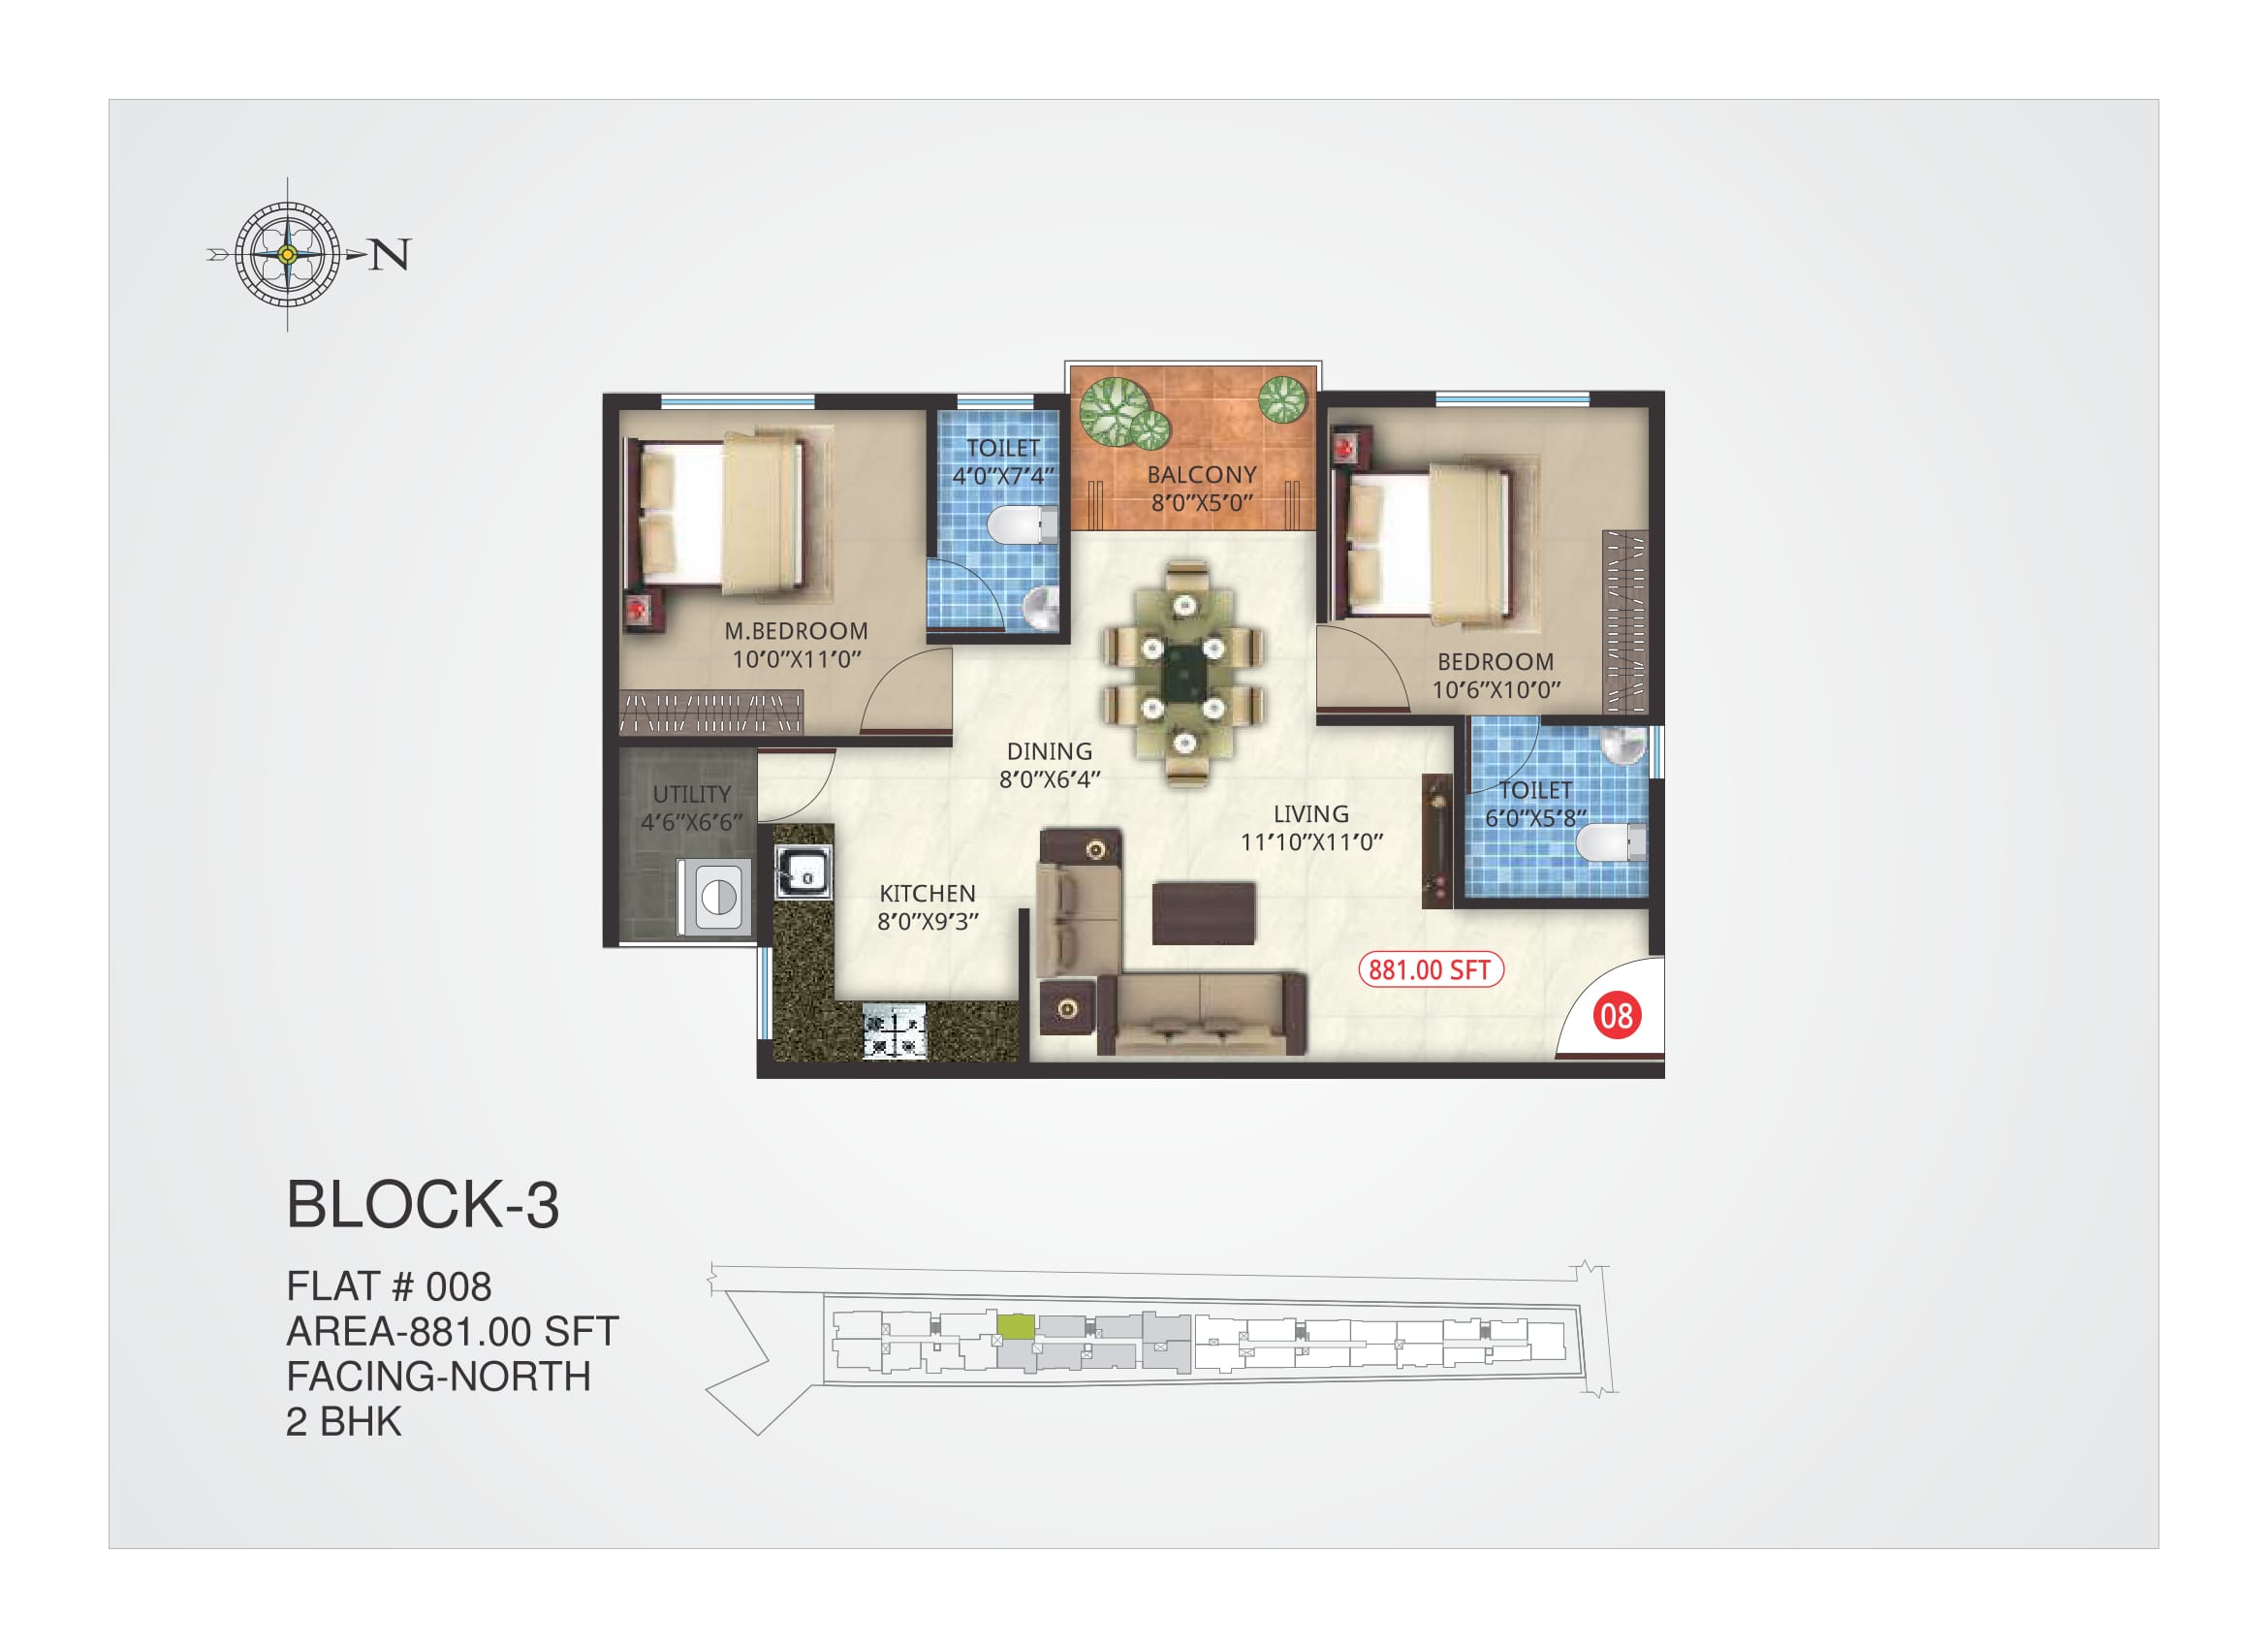 N
TOILET
4'0"X7'4"
BALCONY
8'0"X5'0"
M.BEDROOM
10'0"X11'0"
BEDROOM
10'6"X10'0"
DINING
8'0"X6'4"
UTILITY
4'6"X6'6"
LIVING
11'10"X11'0"
TOILET
6'0"X5'8"
KITCHEN
8'0"X9'3"
881.00 SFT
08
BLOCK-3
FLAT # 008
AREA-881.00 SFT
FACING-NORTH
2 BHK